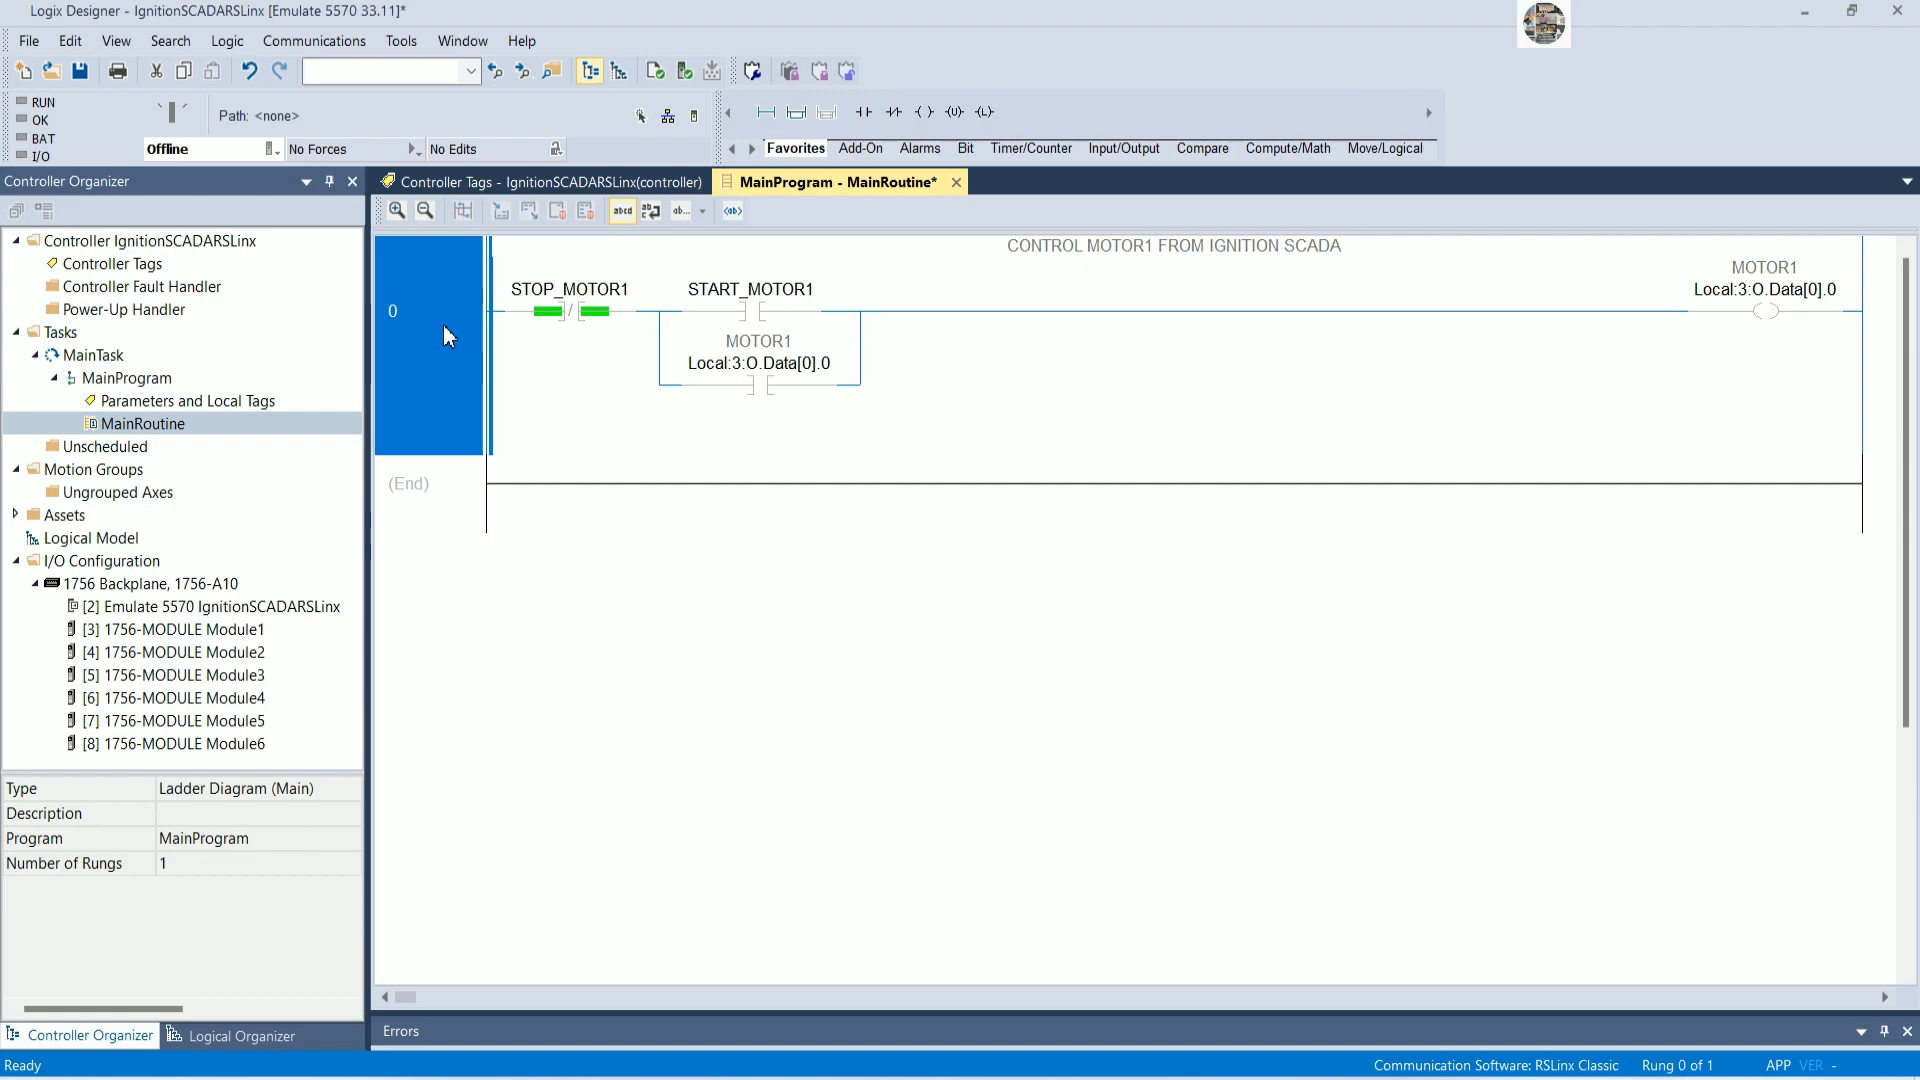 Logix Designer - IgnitionSCADARSLinx [Emulate 5570 33.11]*
File Edit View Search Logic Communications Tools Window Help
RUN
OK
BAT
I/O
Path: <none>
Offline No Forces No Edits
Favorites Add-On Alarms Bit Timer/Counter Input/Output Compare Compute/Math Move/Logical
Controller Organizer
Controller Tags - IgnitionSCADARSLinx(controller) MainProgram - MainRoutine*
Controller IgnitionSCADARSLinx
Controller Tags
Controller Fault Handler
Power-Up Handler
Tasks
MainTask
MainProgram
Parameters and Local Tags
MainRoutine
Unscheduled
Motion Groups
Ungrouped Axes
Assets
Logical Model
I/O Configuration
1756 Backplane, 1756-A10
[2] Emulate 5570 IgnitionSCADARSLinx
[3] 1756-MODULE Module1
[4] 1756-MODULE Module2
[5] 1756-MODULE Module3
[6] 1756-MODULE Module4
[7] 1756-MODULE Module5
[8] 1756-MODULE Module6
Type Ladder Diagram (Main)
Description
Program MainProgram
Number of Rungs 1
Controller Organizer Logical Organizer
CONTROL MOTOR1 FROM IGNITION SCADA
MOTOR1
STOP_MOTOR1 START_MOTOR1 Local:3:O.Data[0].0
0
MOTOR1
Local:3:O.Data[0].0
(End)
Errors
Ready Communication Software: RSLinx Classic Rung 0 of 1 APP VER -